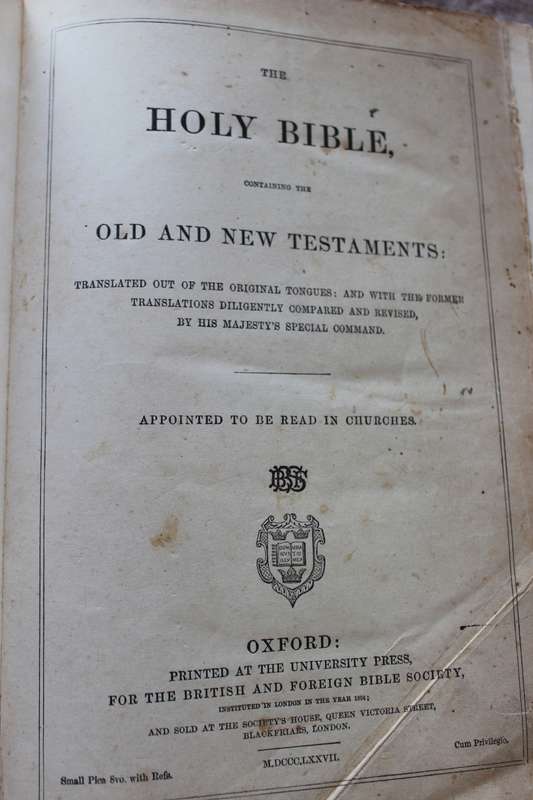 THE
HOLY BIBLE,
CONTAINING THE
OLD AND NEW TESTAMENTS:
TRANSLATED OUT OF THE ORIGINAL TONGUES; AND WITH THE FORMER
TRANSLATIONS DILIGENTLY COMPARED AND REVISED,
BY HIS MAJESTY'S SPECIAL COMMAND.
APPOINTED TO BE READ IN CHURCHES.
OXFORD:
PRINTED AT THE UNIVERSITY PRESS,
FOR THE BRITISH AND FOREIGN BIBLE SOCIETY,
INSTITUTED IN LONDON IN THE YEAR 1804;
AND SOLD AT THE SOCIETY'S HOUSE, QUEEN VICTORIA STREET,
BLACKFRIARS, LONDON.
M.DCCC.LXXVII.
Small Pica 8vo. with Refs.
Cum Privilegio.